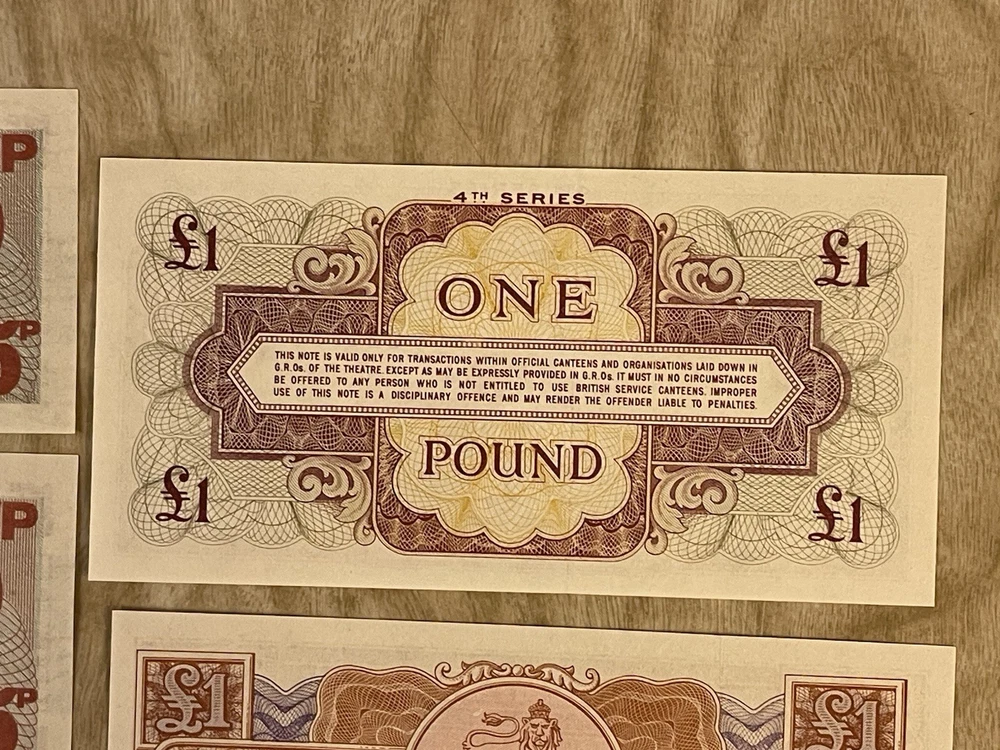 P
4TH SERIES
£1
£1
ONE
P
THIS NOTE IS VALID ONLY FOR TRANSACTIONS WITHIN OFFICIAL CANTEENS AND ORGANISATIONS LAID DOWN IN
G.R.Os. OF THE THEATRE. EXCEPT AS MAY BE EXPRESSLY PROVIDED IN G.R.Os. IT MUST IN NO CIRCUMSTANCES
BE OFFERED TO ANY PERSON WHO IS NOT ENTITLED TO USE BRITISH SERVICE CANTEENS. IMPROPER
USE OF THIS NOTE IS A DISCIPLINARY OFFENCE AND MAY RENDER THE OFFENDER LIABLE TO PENALTIES.
POUND
£1
£1
P
£1
£1
P